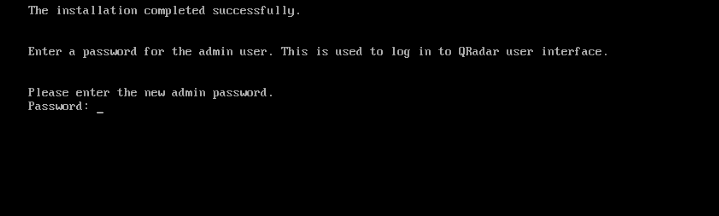 The installation completed successfully.
Enter a password for the admin user. This is used to log in to QRadar user interface.
Please enter the new admin password.
Password: _